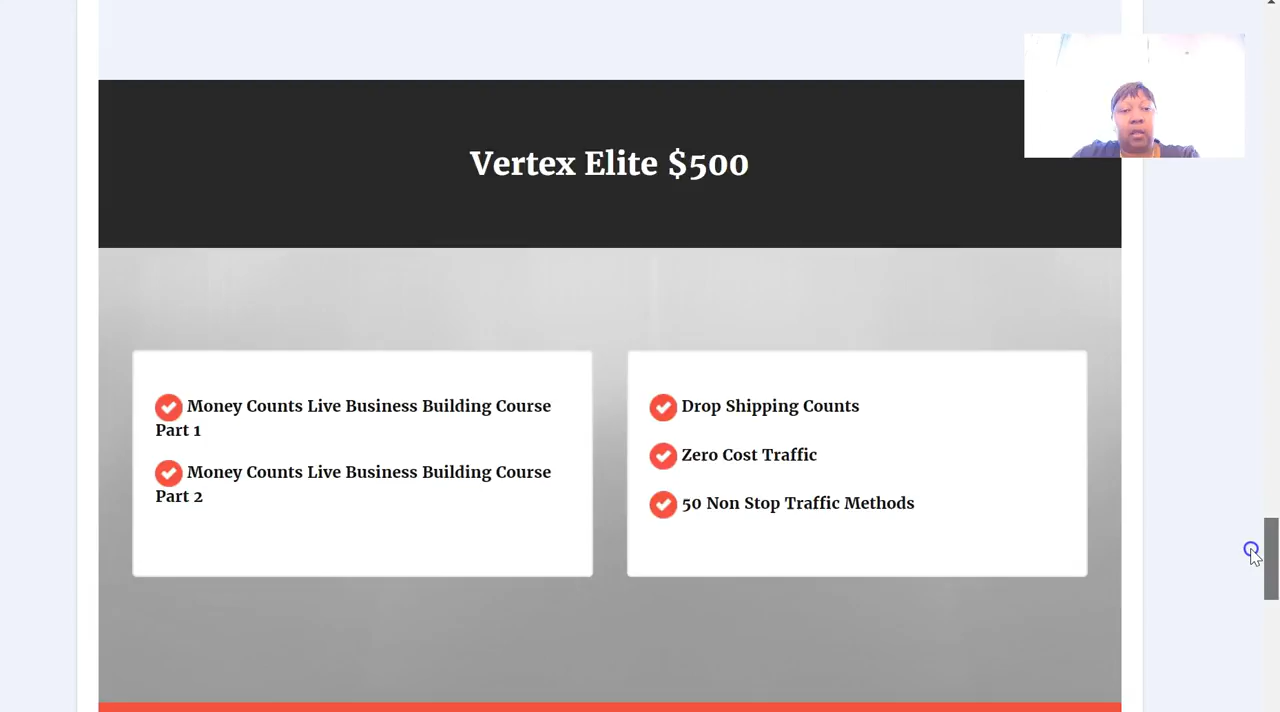 Vertex Elite $500
Money Counts Live Business Building Course
Part 1
Money Counts Live Business Building Course
Part 2
Drop Shipping Counts
Zero Cost Traffic
50 Non Stop Traffic Methods